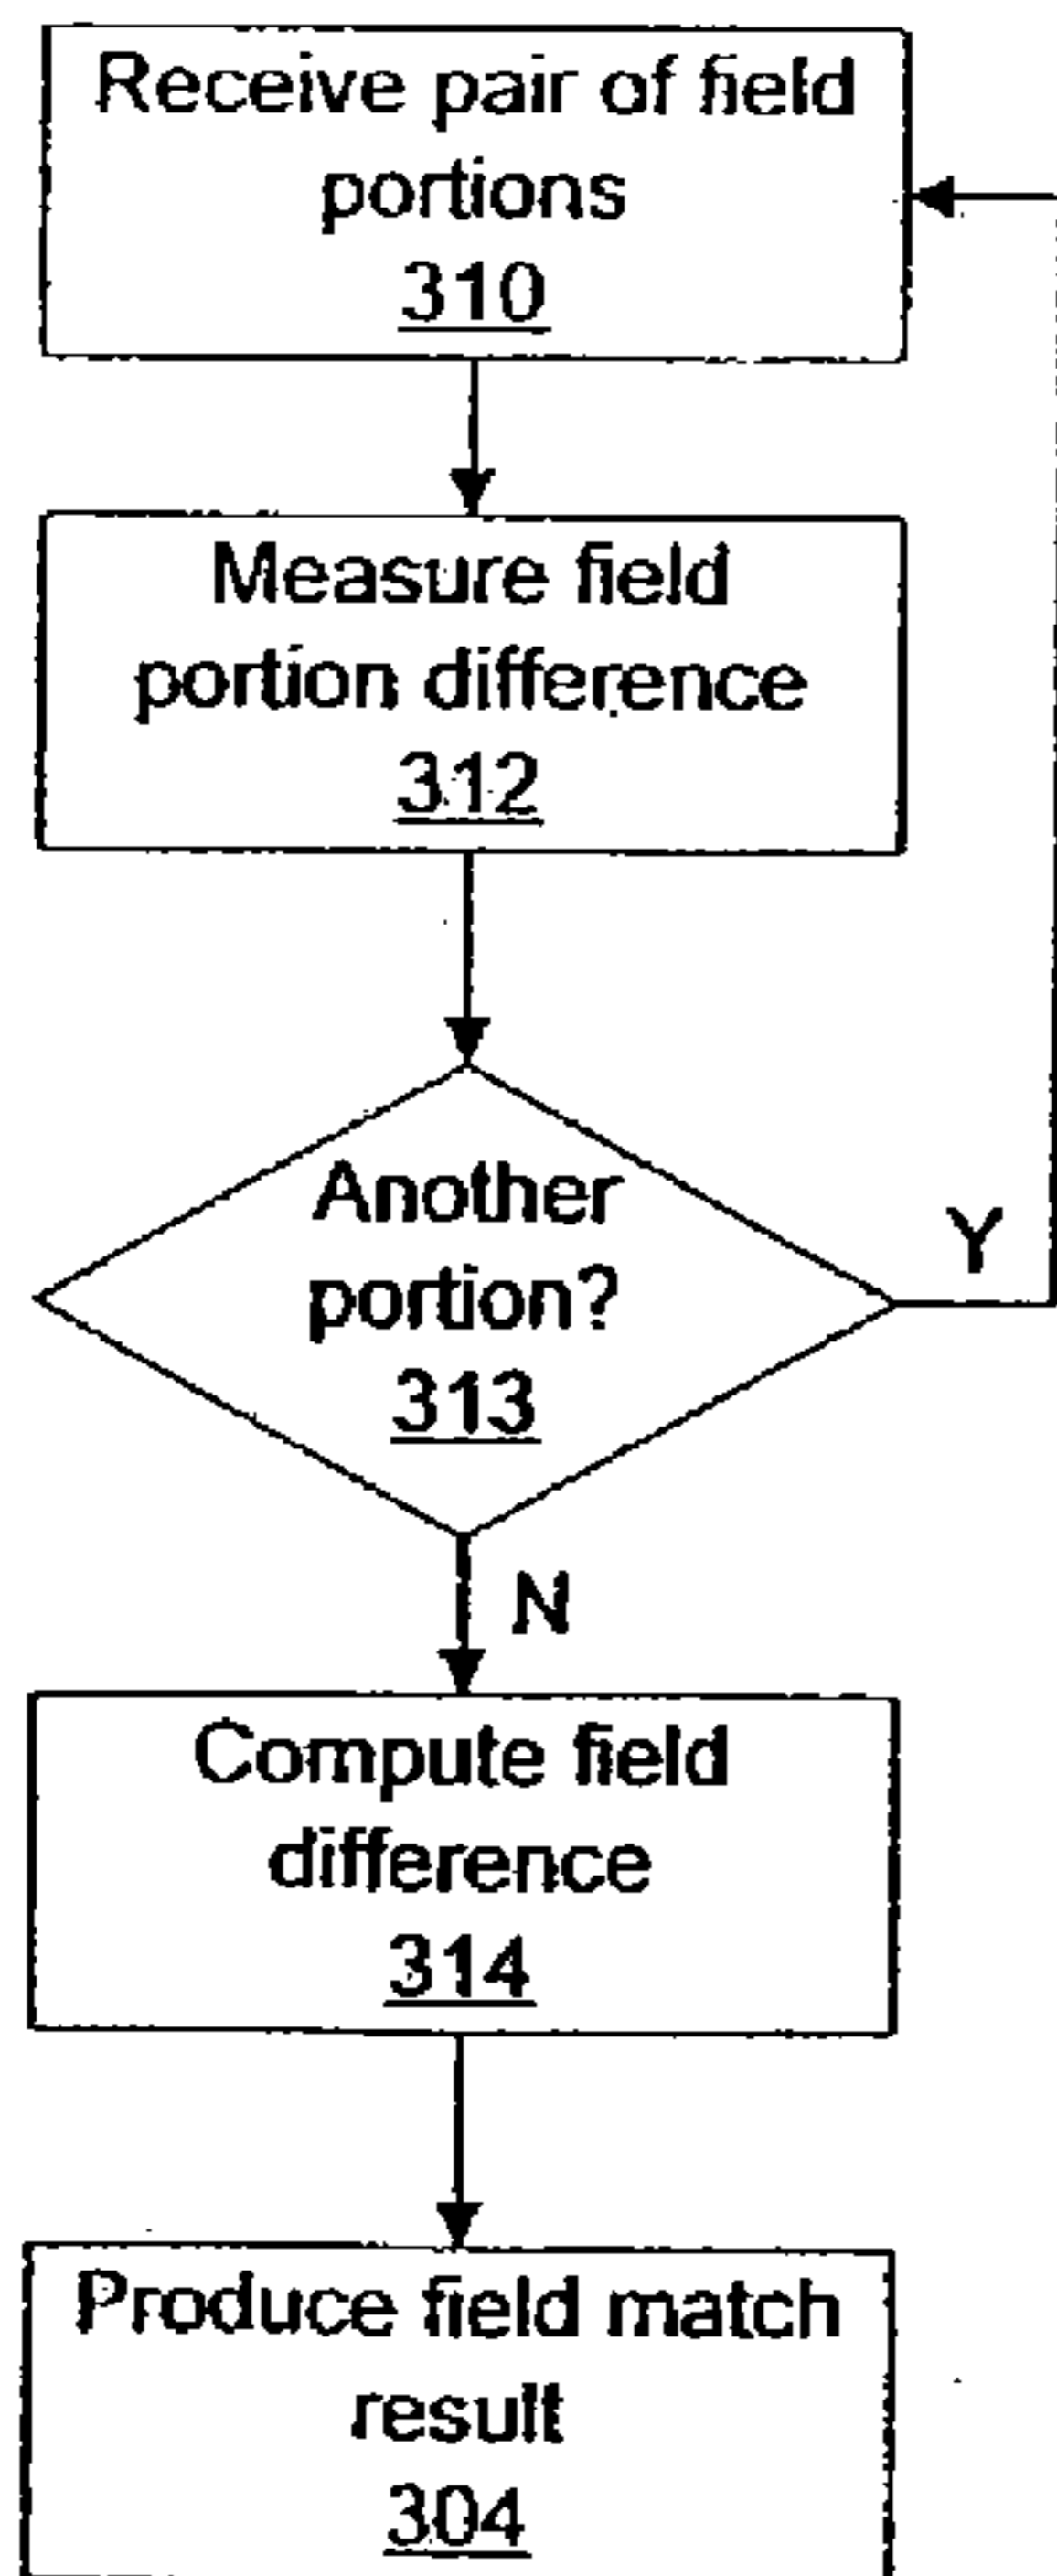 Receive pair of field
portions
310
Measure field
portion difference
312
Another
portion?
313
Y
N
Compute field
difference
314
Produce field match
result
304